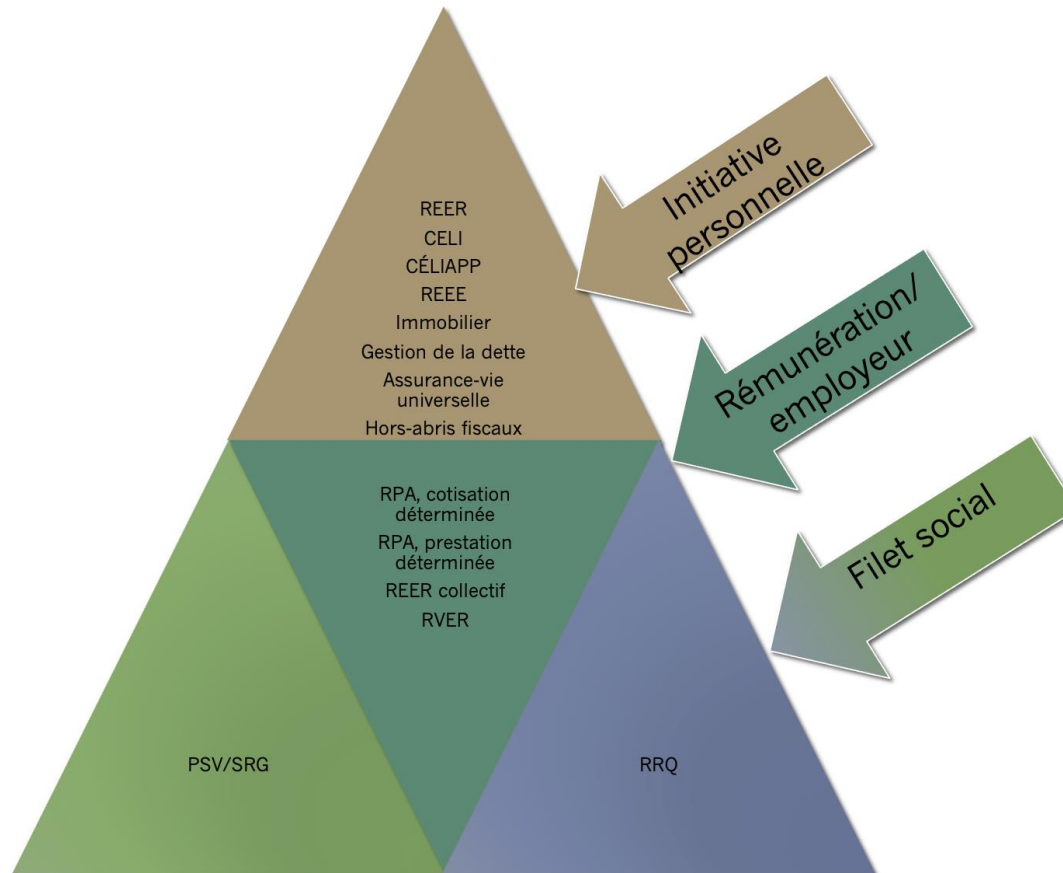 REER
CELI
CÉLIAPP
REEE
Immobilier
Gestion de la dette
Assurance-vie
universelle
Hors-abris fiscaux
Initiative
personnelle
RPA, cotisation
déterminée
RPA, prestation
déterminée
REER collectif
RVER
Rémunération/
employeur
PSV/SRG
RRQ
Filet social